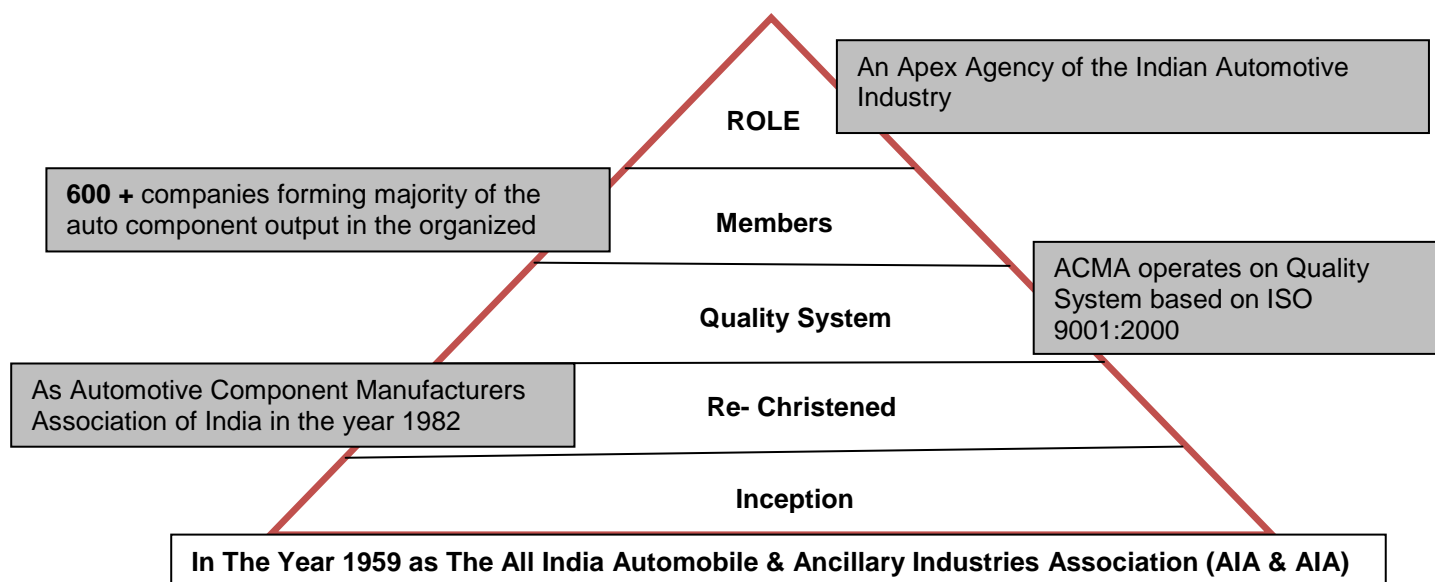 An Apex Agency of the Indian Automotive
Industry
ROLE
600 + companies forming majority of the
auto component output in the organized
Members
ACMA operates on Quality
System based on ISO
9001:2000
Quality System
As Automotive Component Manufacturers
Association of India in the year 1982
Re- Christened
Inception
In The Year 1959 as The All India Automobile & Ancillary Industries Association (AIA & AIA)